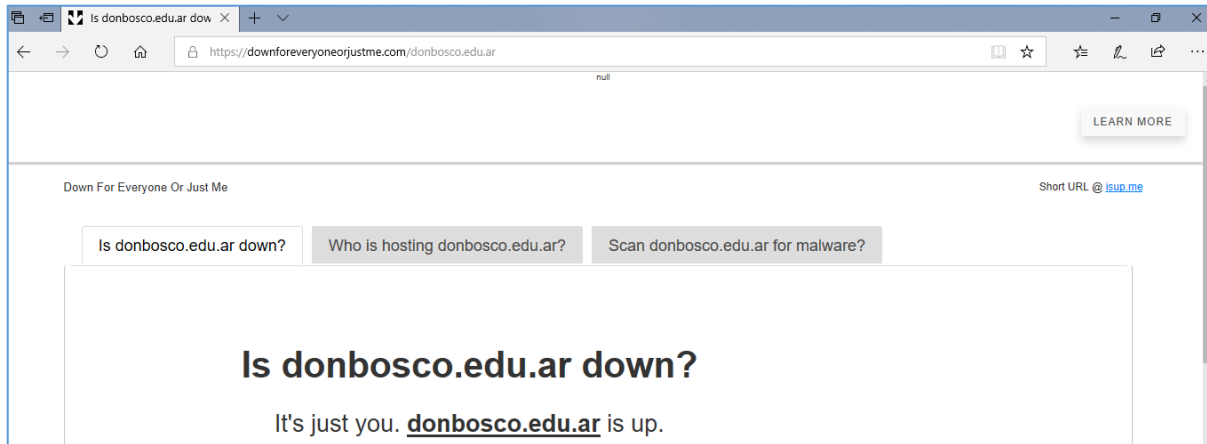 Is donbosco.edu.ar dow
https://downforeveryoneorjustme.com/donbosco.edu.ar
null
LEARN MORE
Down For Everyone Or Just Me
Short URL @ isup.me
Is donbosco.edu.ar down?
Who is hosting donbosco.edu.ar?
Scan donbosco.edu.ar for malware?
Is donbosco.edu.ar down?
It's just you. donbosco.edu.ar is up.